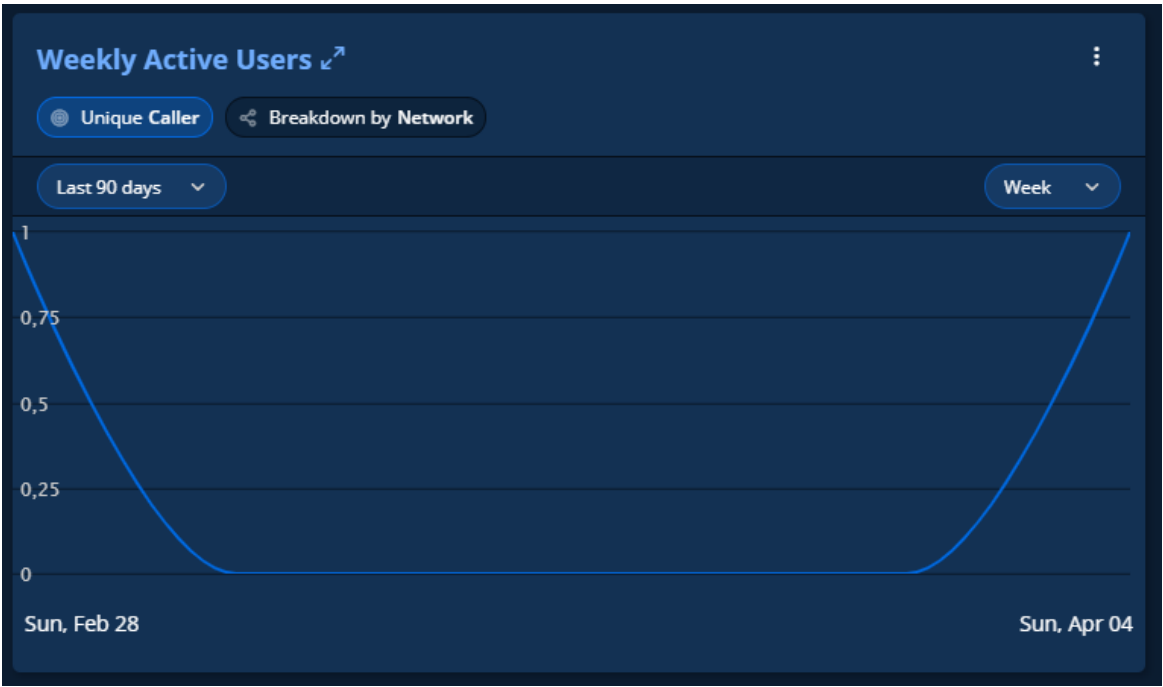 Weekly Active Users
Unique Caller Breakdown by Network
Last 90 days Week
1
0,75
0,5
0,25
0
Sun, Feb 28 Sun, Apr 04